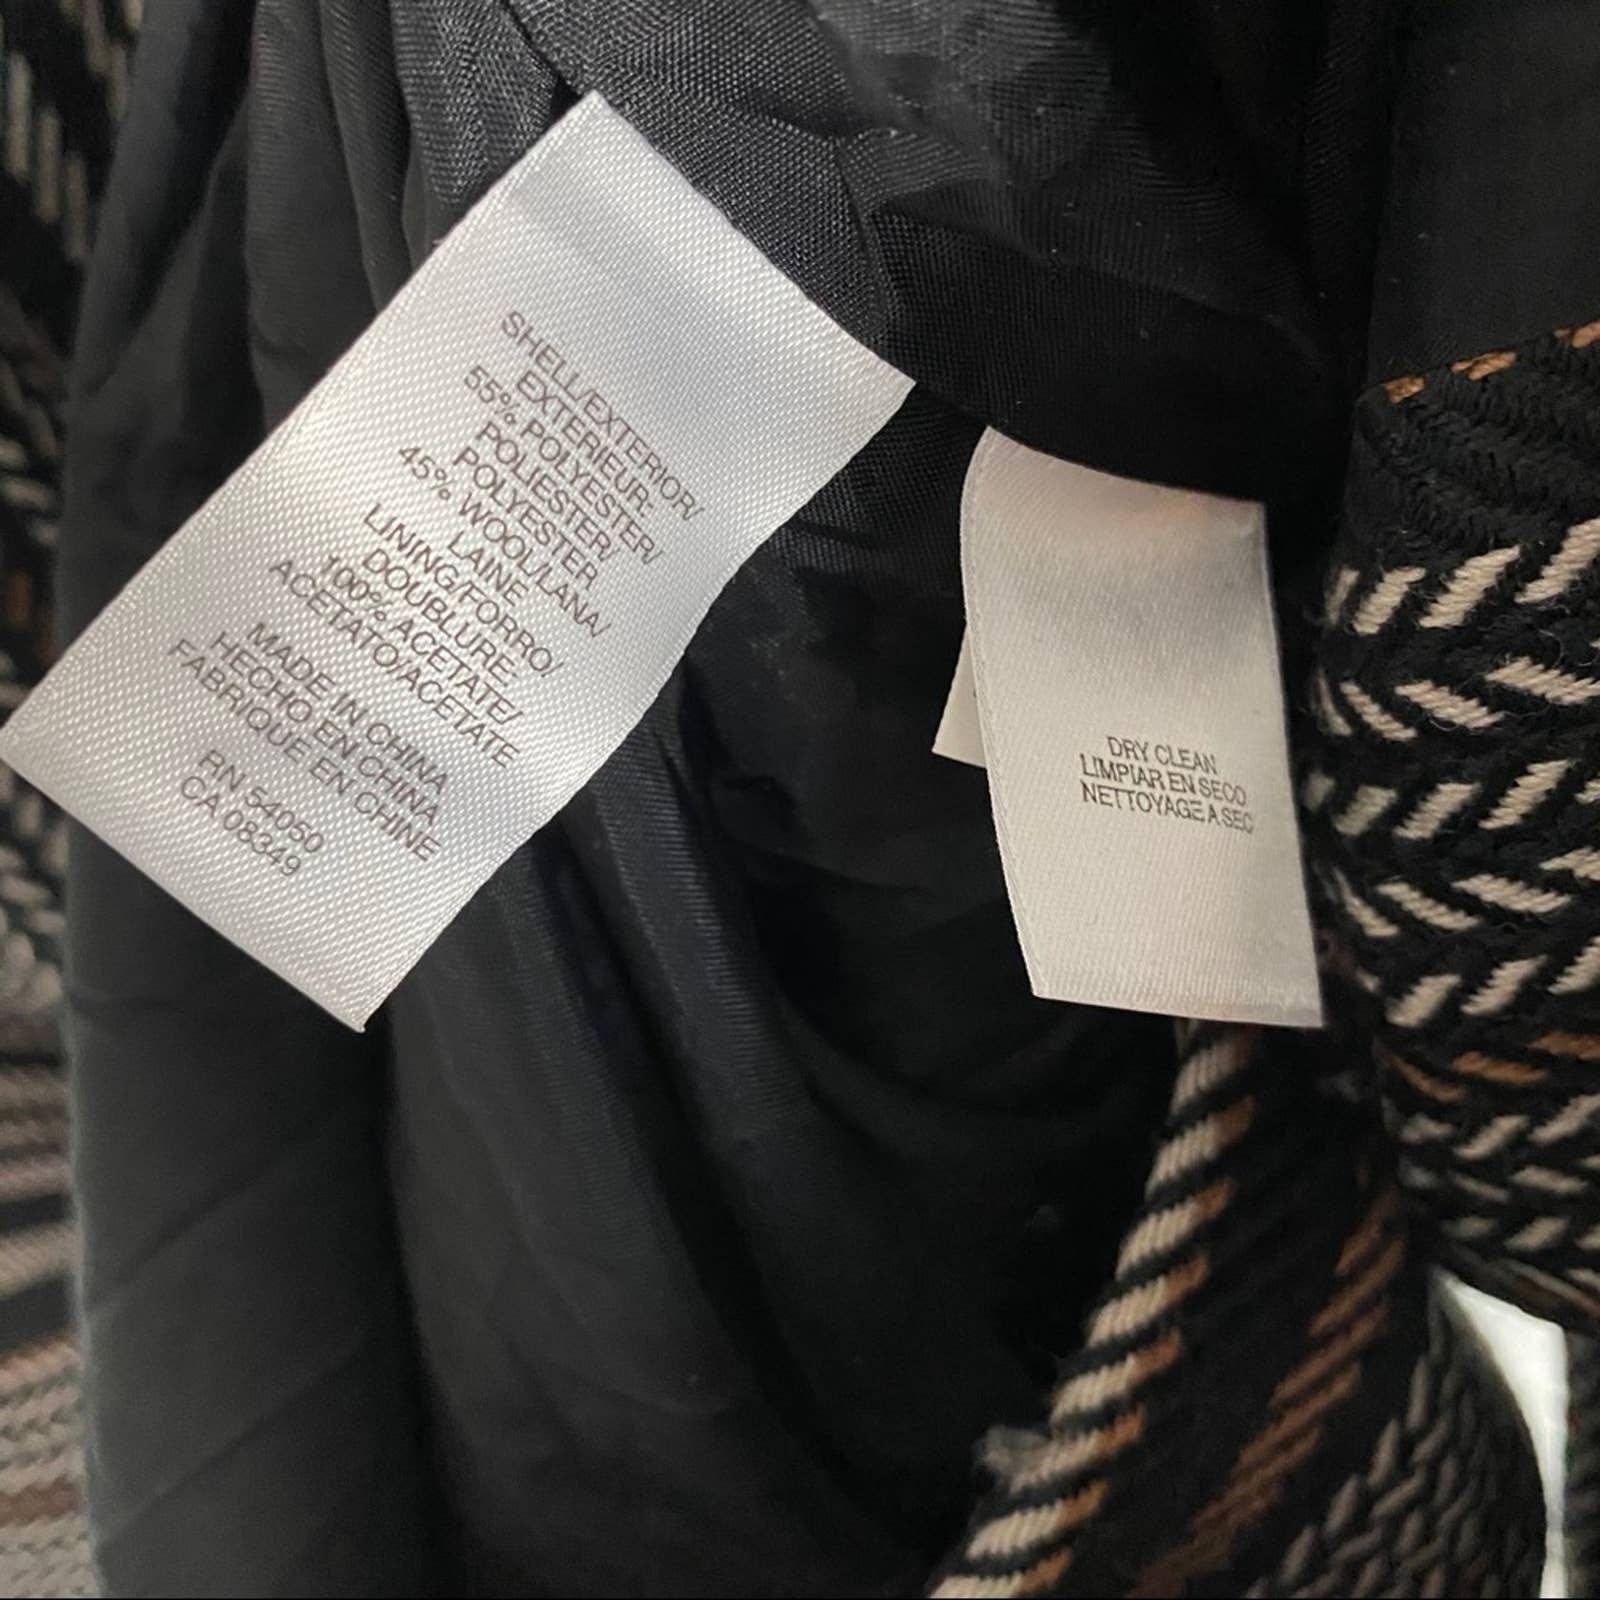 SHELL/EXTERIOR/
EXTERIEUR:
55% POLYESTER/
POLIESTER/
POLYESTER
45% WOOL/LANA/
LAINE
LINING/FORRO/
DOUBLURE:
100% ACETATE/
ACETATO/ACETATE
MADE IN CHINA
HECHO EN CHINA
FABRIQUE EN CHINE
RN 54050
CA 08349
DRY CLEAN
LIMPIAR EN SECO
NETTOYAGE A SEC